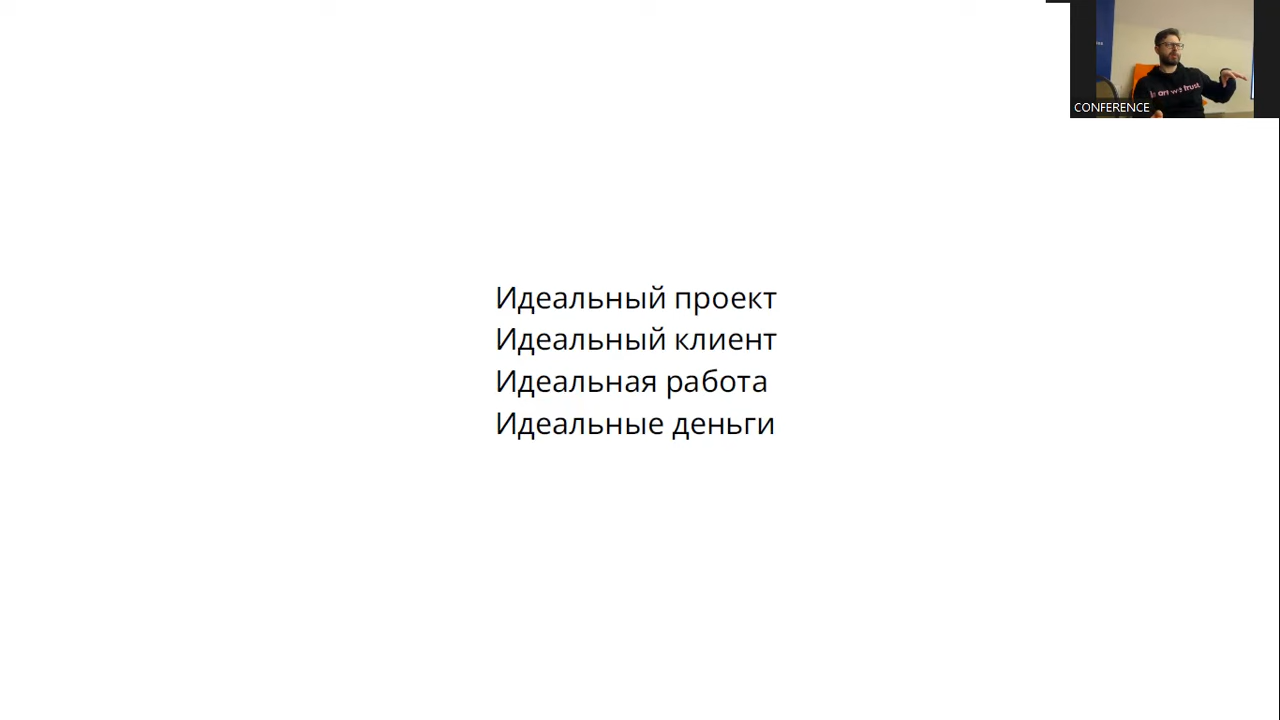 CONFERENCE
Идеальный проект
Идеальный клиент
Идеальная работа
Идеальные деньги